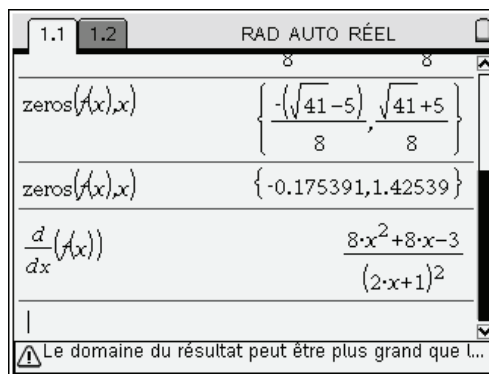 1.1 1.2 RAD AUTO RÉEL
8 8
zeros(f(x),x) {-(√41-5)/8, (√41+5)/8}
zeros(f(x),x) {-0.175391,1.42539}
d/dx(f(x)) (8·x²+8·x-3)/(2·x+1)²
Le domaine du résultat peut être plus grand que l...